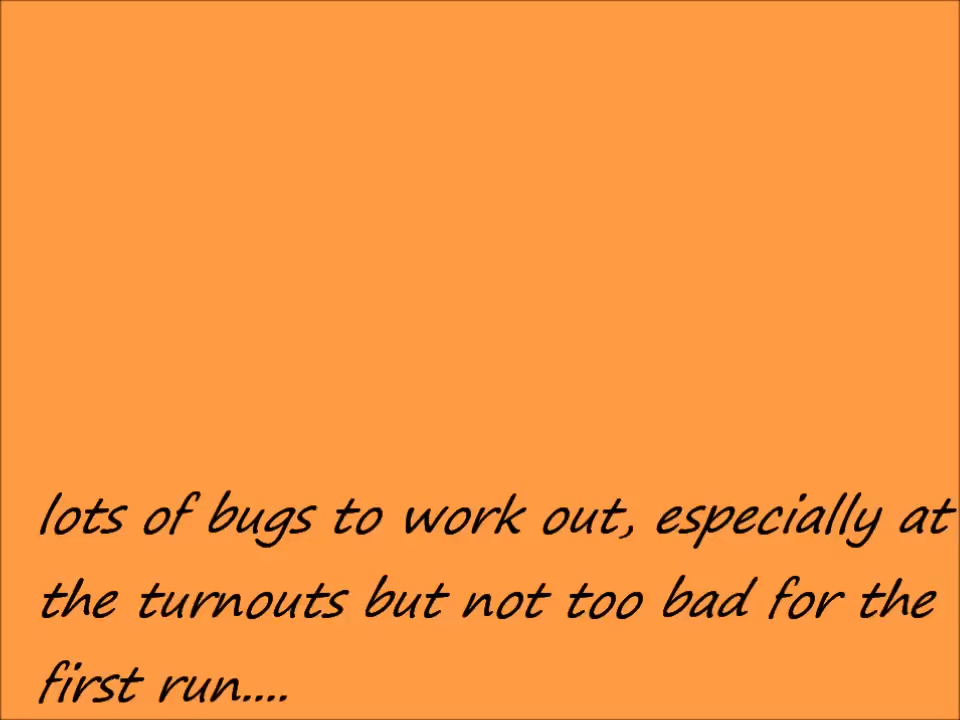 lots of bugs to work out, especially at
the turnouts but not too bad for the
first run....